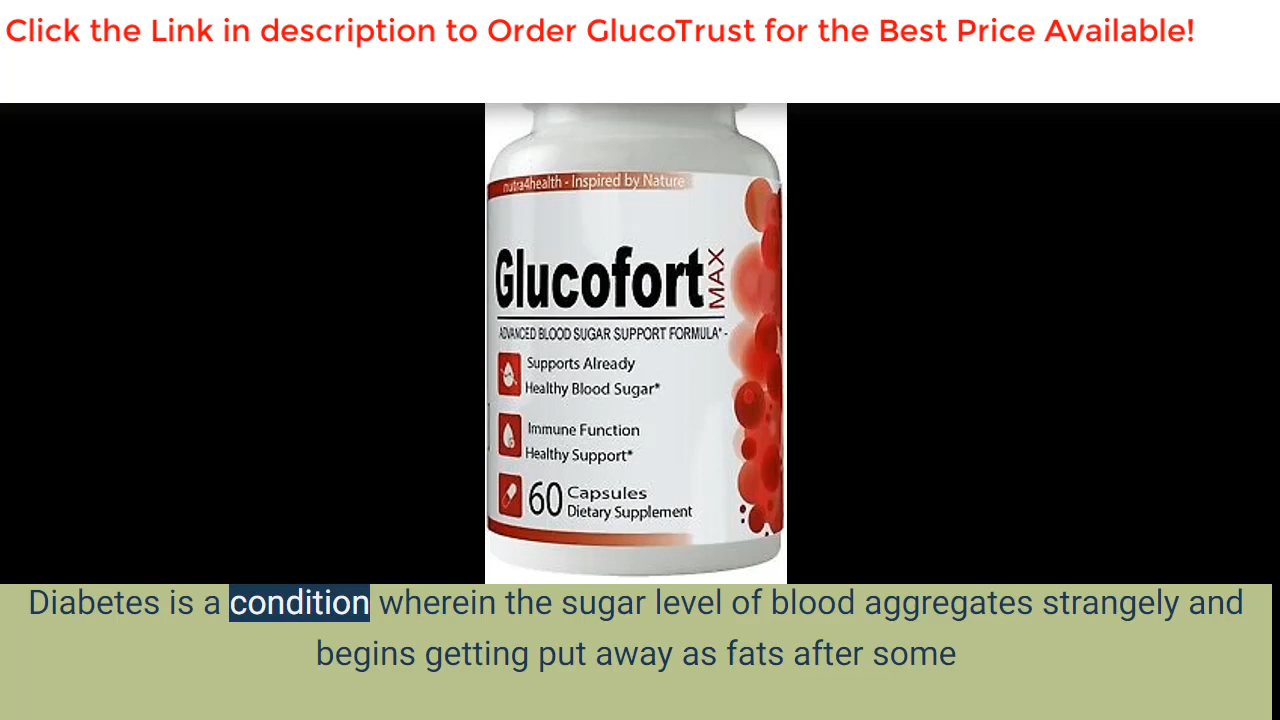 Click the Link in description to Order GlucoTrust for the Best Price Available!
nutra4health - Inspired by Nature
Glucofort MAX
ADVANCED BLOOD SUGAR SUPPORT FORMULA* -
Supports Already
Healthy Blood Sugar*
Immune Function
Healthy Support*
60 Capsules
Dietary Supplement
Diabetes is a condition wherein the sugar level of blood aggregates strangely and
begins getting put away as fats after some